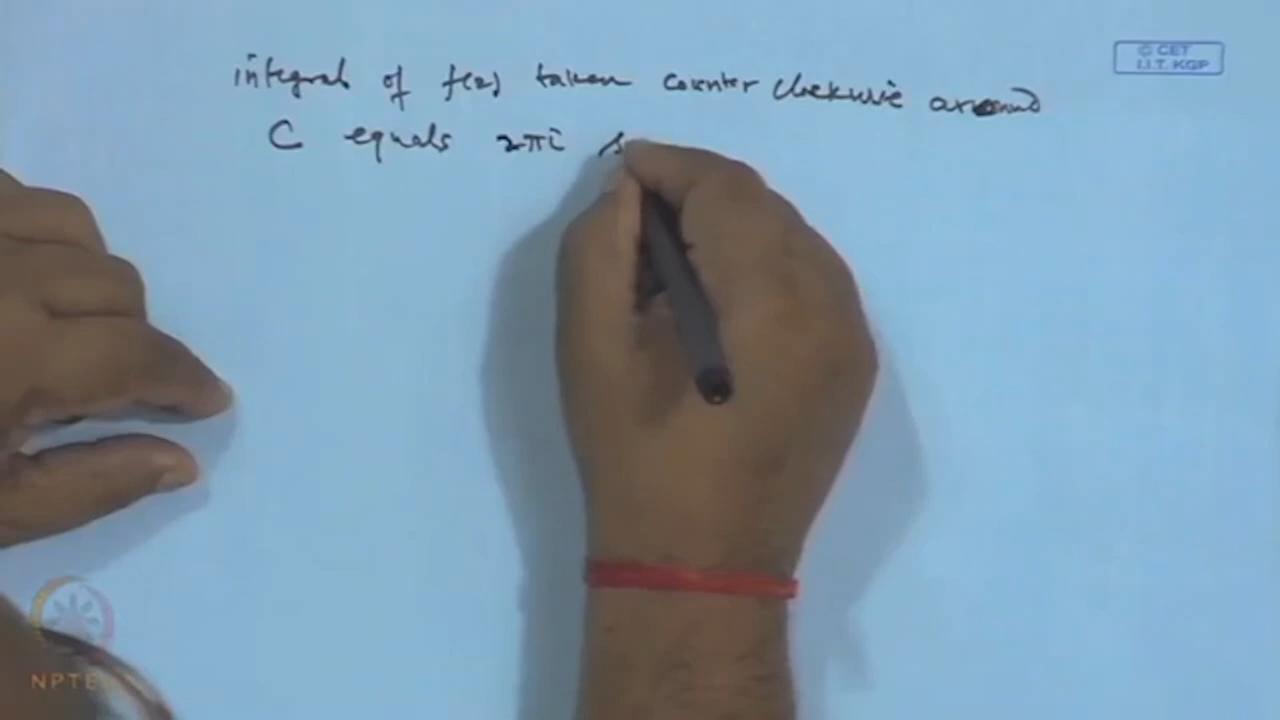 integral of f(z) taken counter clockwise around
C equals 2πi
© CET
I.I.T. KGP
NPTEL